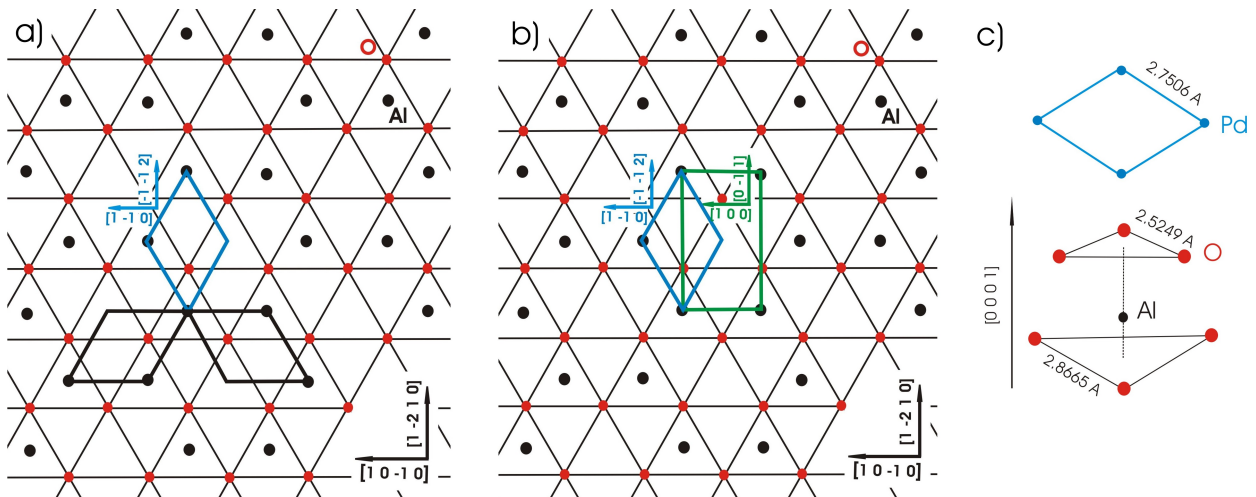 a)
O
Al
[-1 -1 2]
[1 -1 0]
[1 -2 1 0]
[1 0 -1 0]
b)
O
Al
[-1 -1 2]
[1 -1 0]
[0 -1 1]
[1 0 0]
[1 -2 1 0]
[1 0 -1 0]
c)
2.7506 A
Pd
2.5249 A
O
Al
2.8665 A
[0 0 0 1]